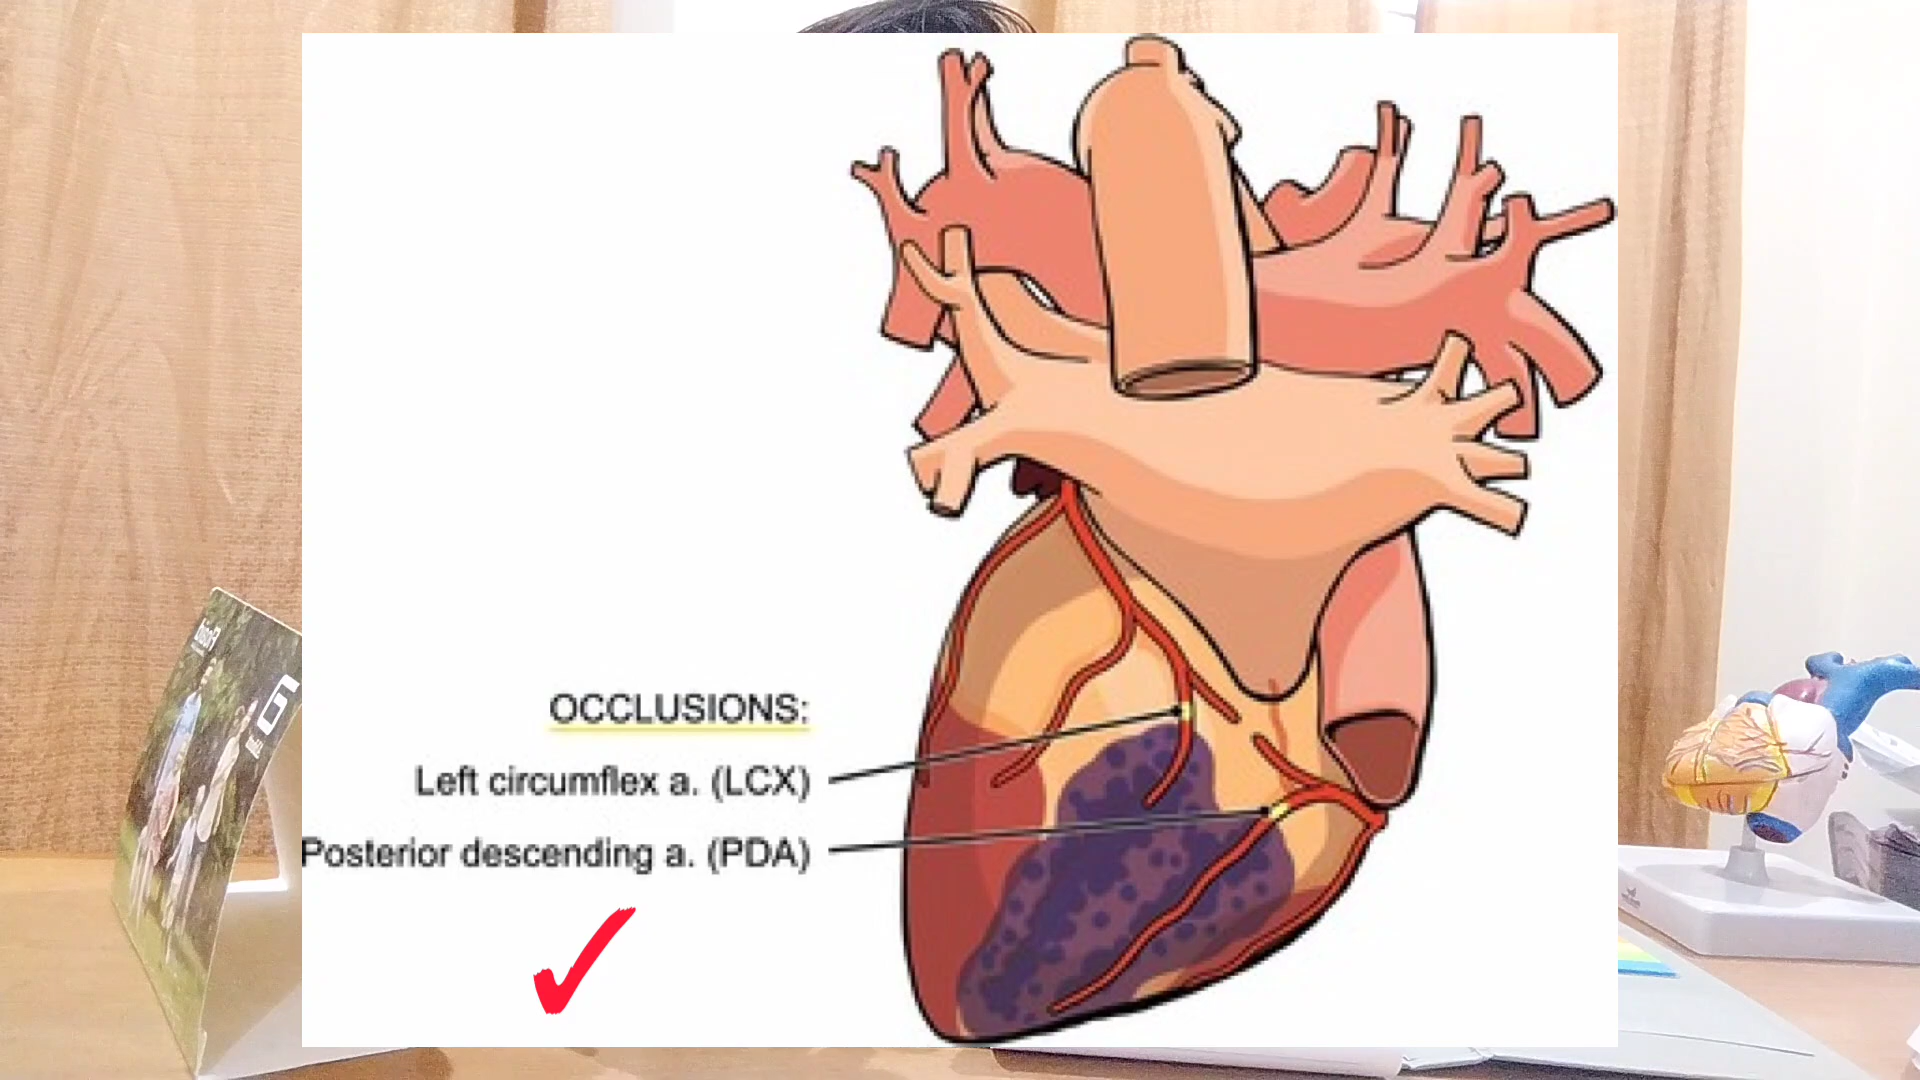 OCCLUSIONS:
Left circumflex a. (LCX)
Posterior descending a. (PDA)